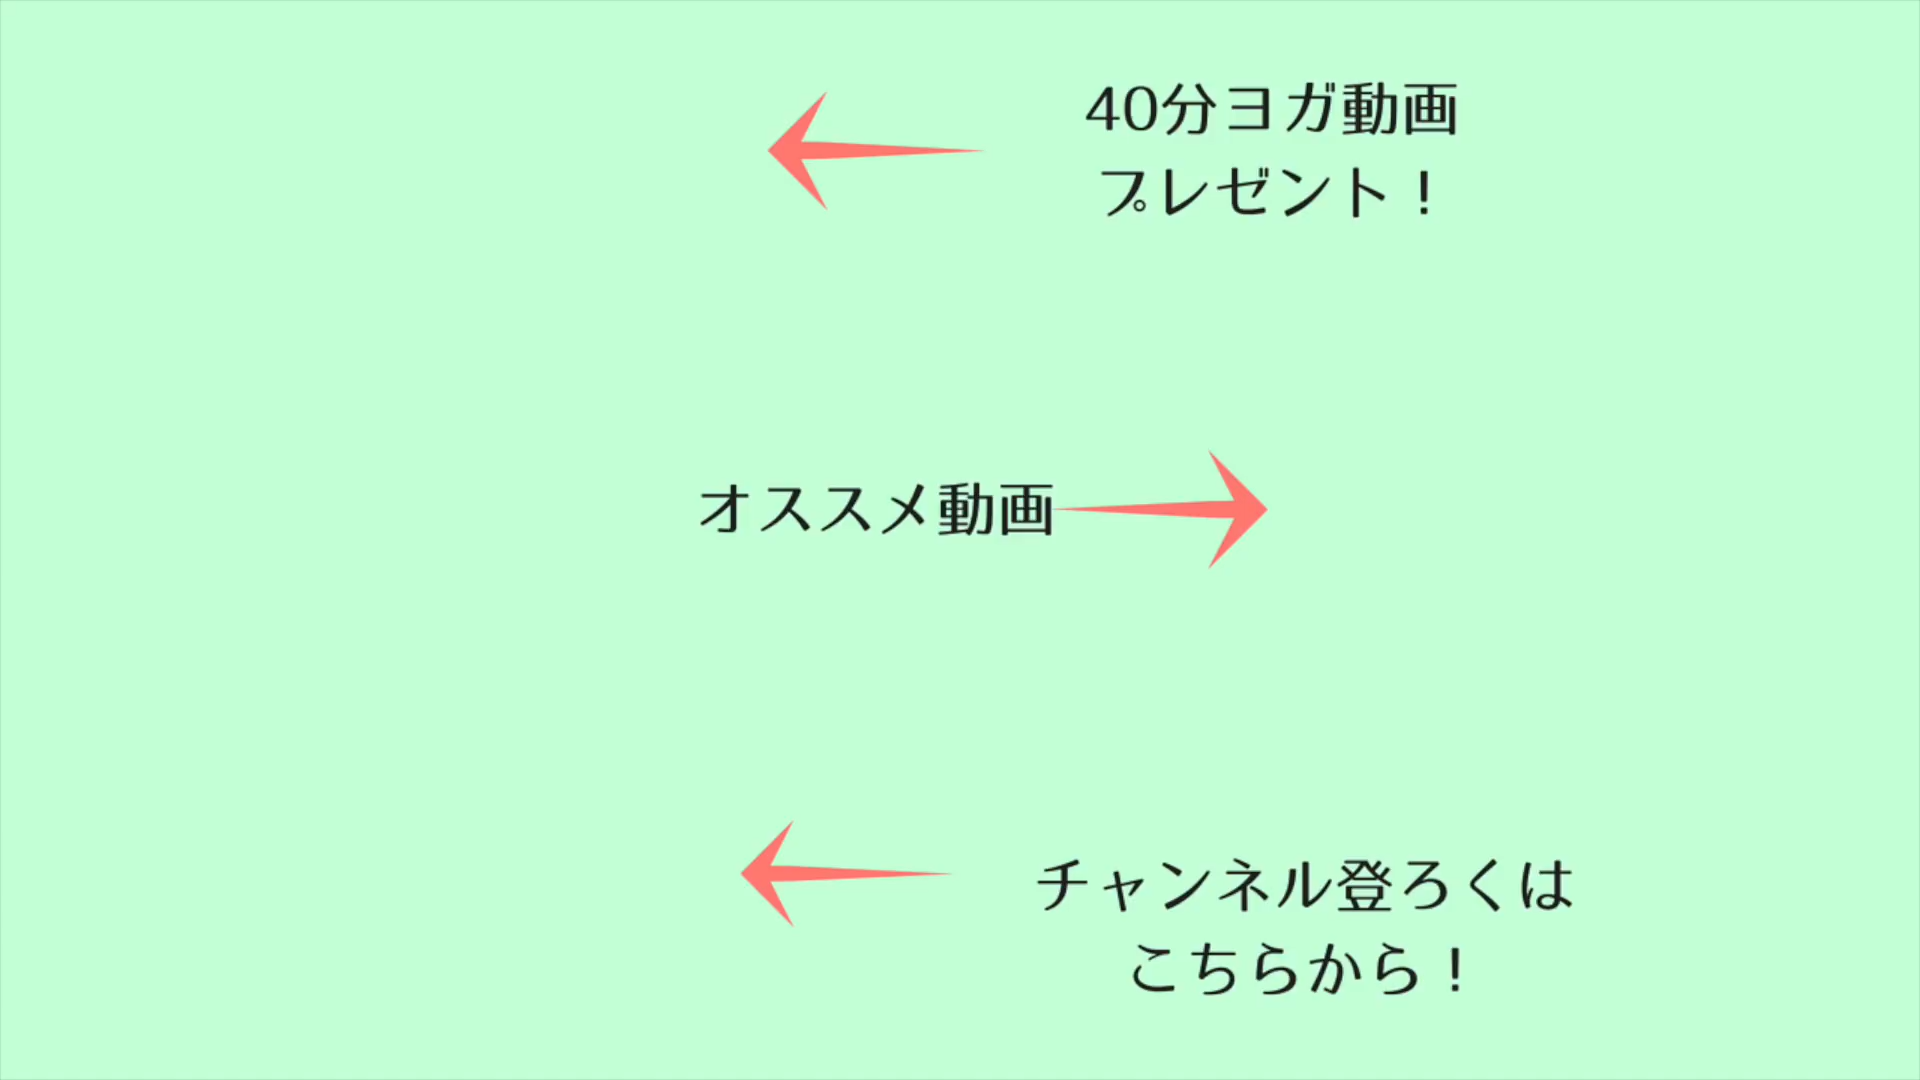 40分ヨガ動画
プレゼント！
オススメ動画
チャンネル登ろくは
こちらから！